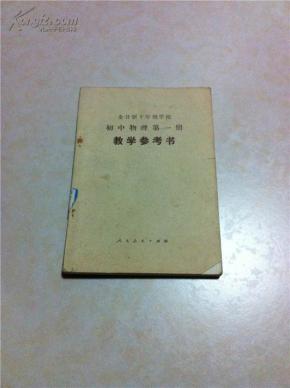 全日制十年制学校
初中物理第一册
教学参考书
人民教育出版社